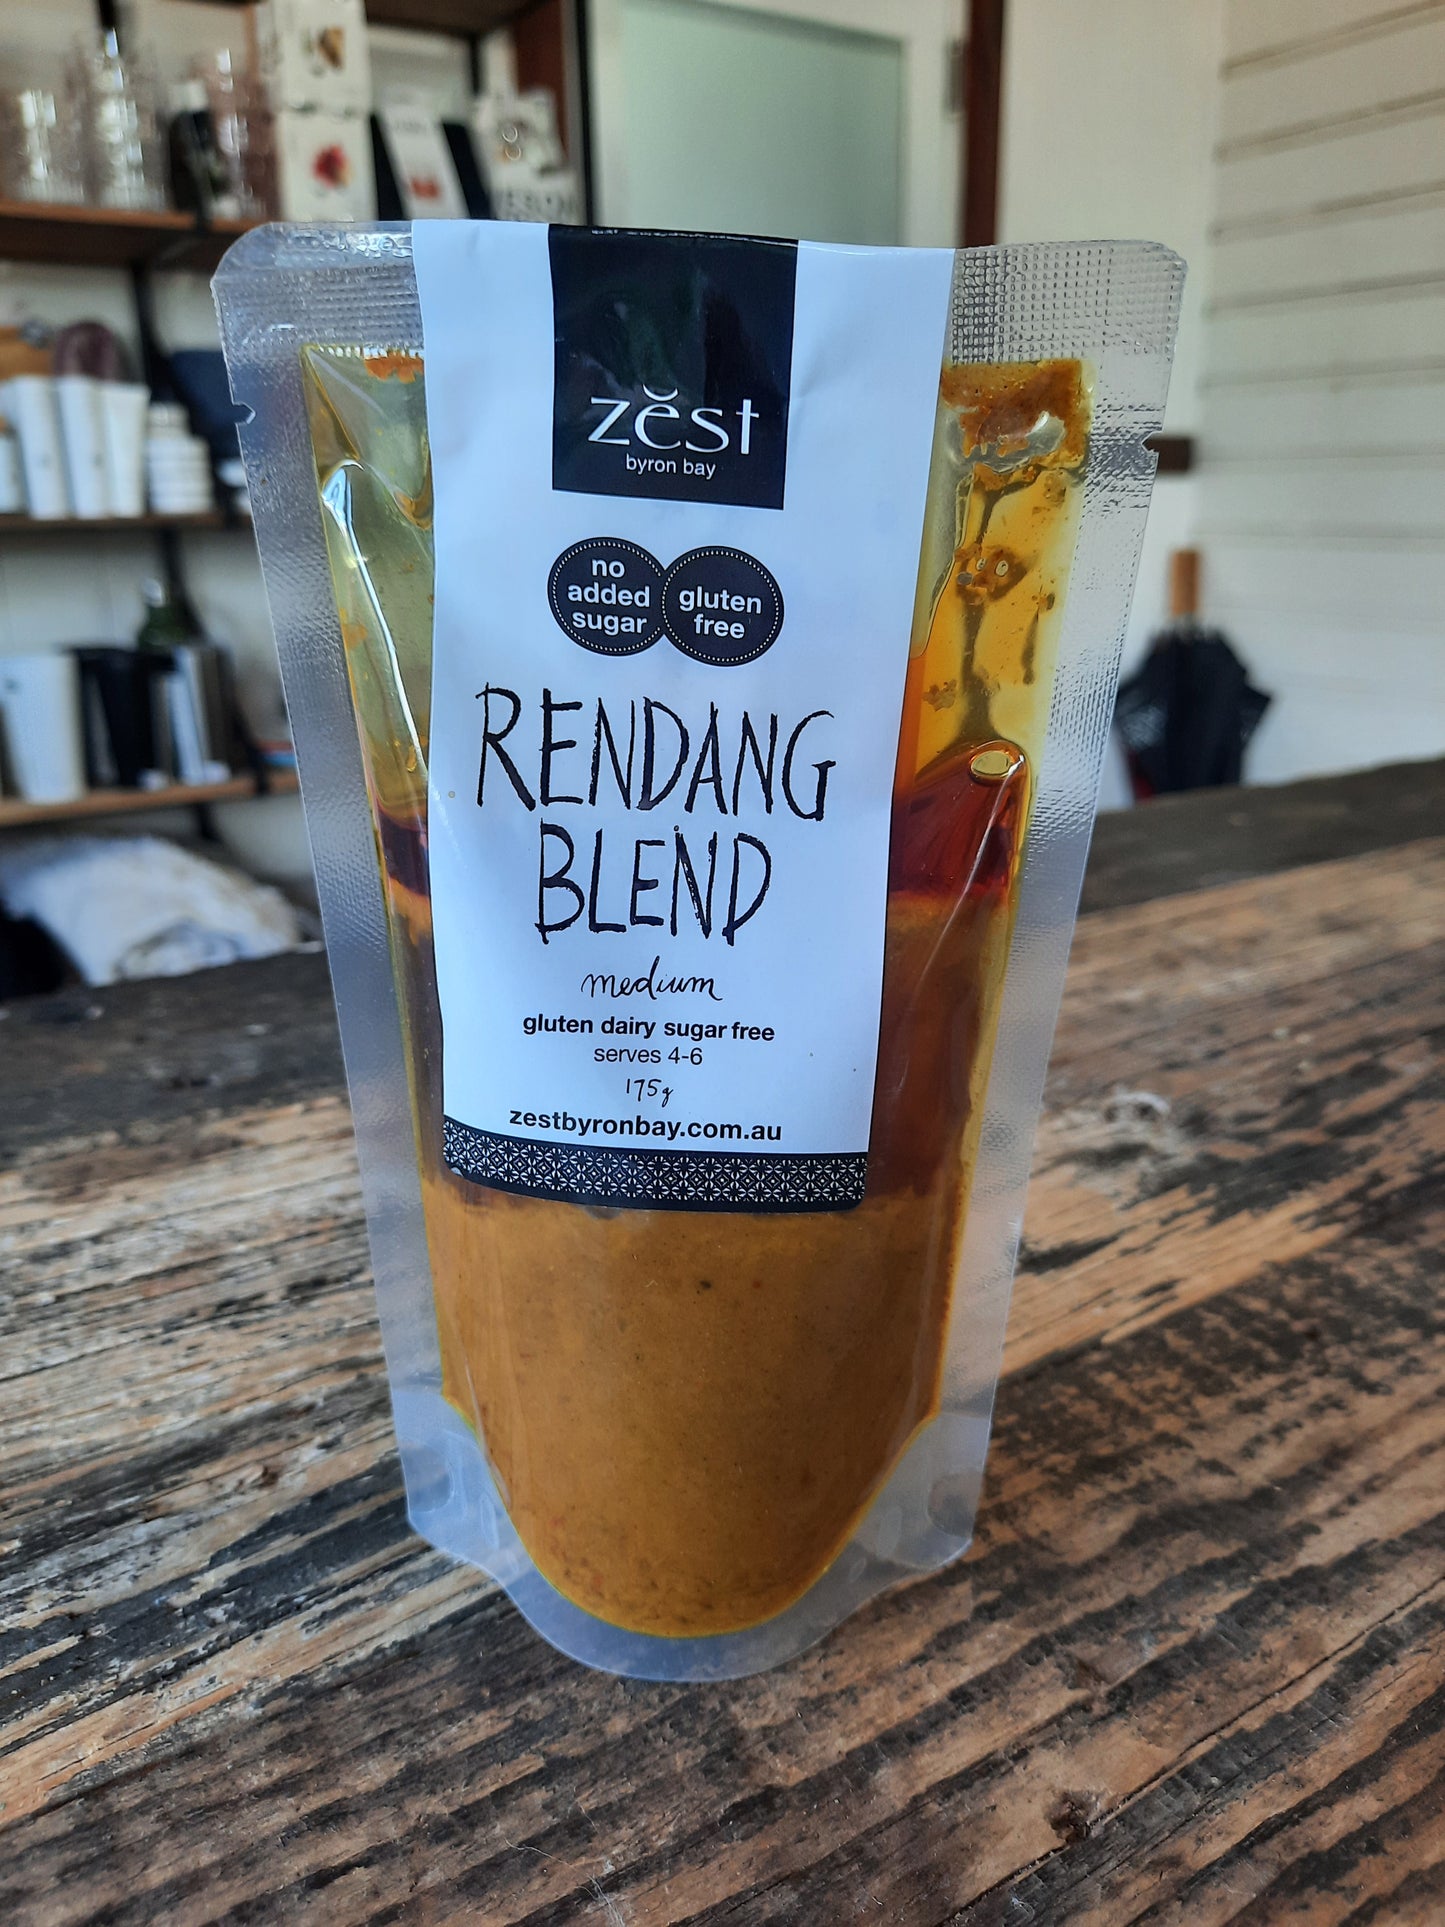 zĕst
byron bay
no
added
sugar
gluten
free
RENDANG
BLEND
medium
gluten dairy sugar free
serves 4-6
175g
zestbyronbay.com.au